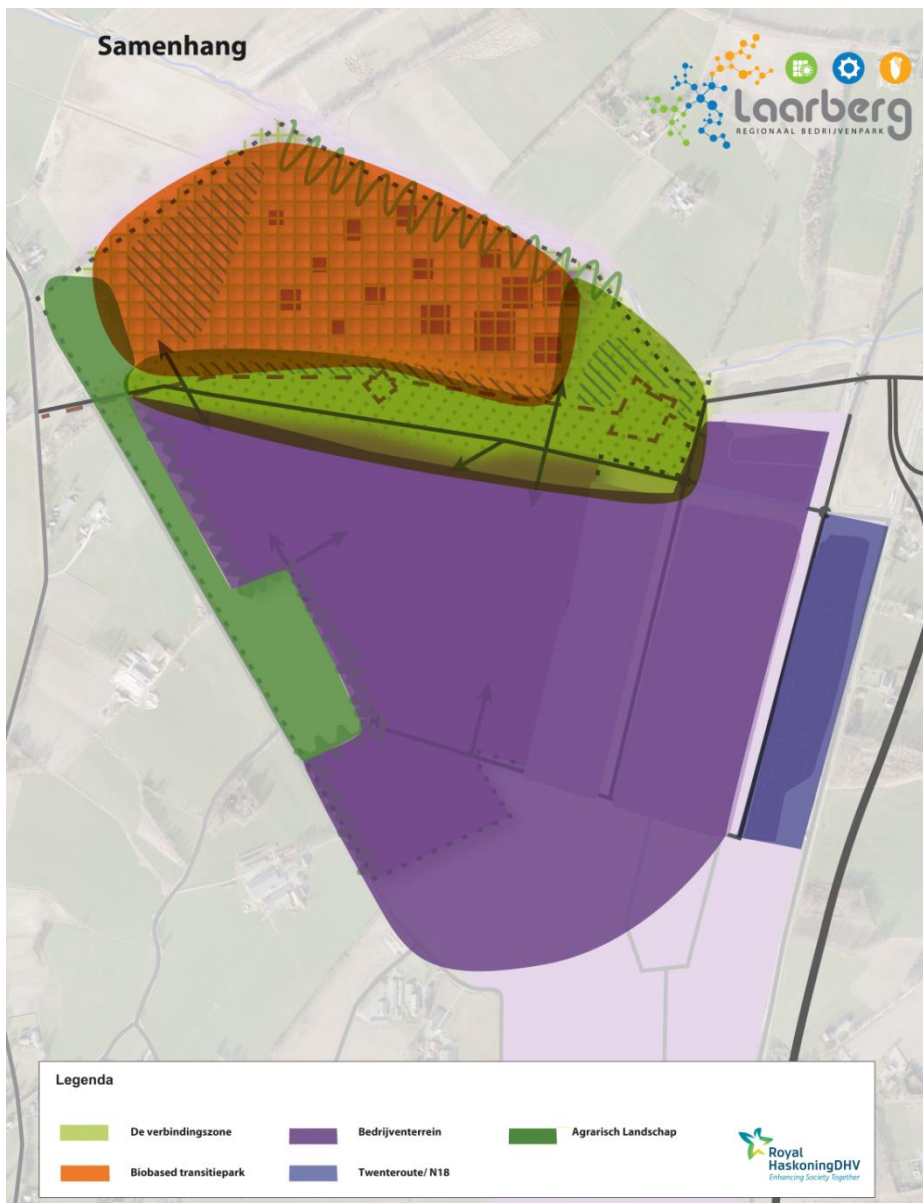 Samenhang
Laarberg
REGIONAAL BEDRIJVENPARK
Legenda
De verbindingszone
Bedrijventerrein
Agrarisch Landschap
Biobased transitiepark
Twenteroute/ N18
Royal
HaskoningDHV
Enhancing Society Together